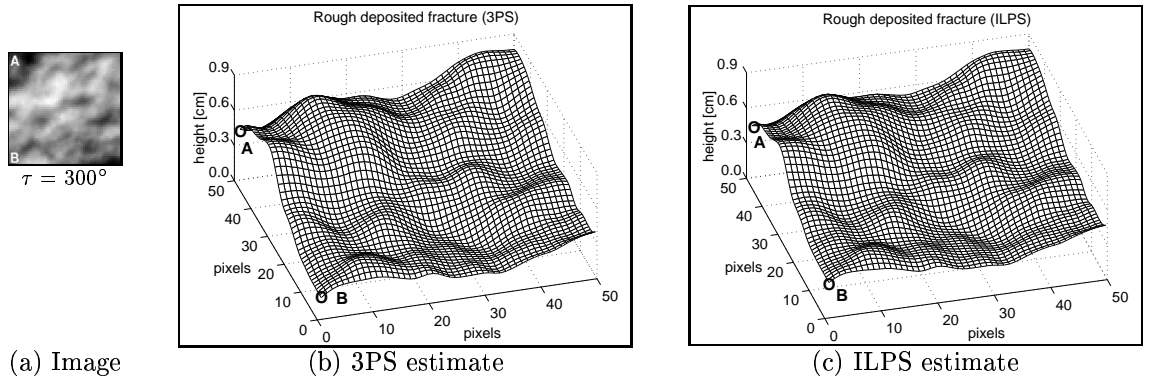 A
B
τ = 300°
(a) Image
Rough deposited fracture (3PS)
height [cm]
0.9
0.6
0.3
0.0
A
50
40
30
20
10
0
pixels
B
0
10
20
30
40
50
pixels
(b) 3PS estimate
Rough deposited fracture (ILPS)
height [cm]
0.9
0.6
0.3
0.0
A
50
40
30
20
10
0
pixels
B
0
10
20
30
40
50
pixels
(c) ILPS estimate